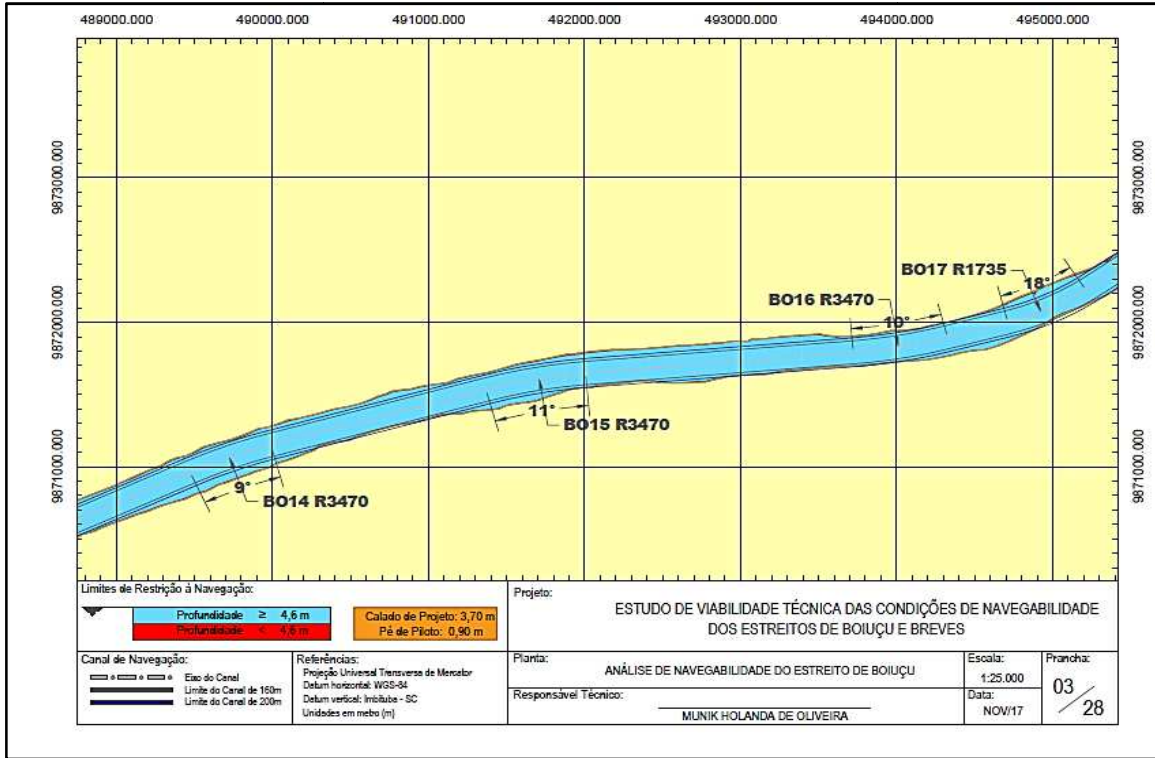 489000.000 490000.000 491000.000 492000.000 493000.000 494000.000 495000.000
9873000.000 9873000.000
BO17 R1735
18°
BO16 R3470
10°
9872000.000 9872000.000
11°
BO15 R3470
9871000.000 9871000.000
9°
BO14 R3470
Limites de Restrição à Navegação:
Profundidade ≥ 4,6 m
Profundidade < 4,6 m
Calado de Projeto: 3,70 m
Pé de Piloto: 0,90 m
Projeto:
ESTUDO DE VIABILIDADE TÉCNICA DAS CONDIÇÕES DE NAVEGABILIDADE
DOS ESTREITOS DE BOIUÇU E BREVES
Canal de Navegação:
Eixo do Canal
Limite do Canal de 160m
Limite do Canal de 200m
Referências:
Projeção Universal Transversa de Mercator
Datum horizontal: WGS-84
Datum vertical: Imbituba - SC
Unidades em metro (m)
Planta:
ANÁLISE DE NAVEGABILIDADE DO ESTREITO DE BOIUÇU
Responsável Técnico:
MUNIK HOLANDA DE OLIVEIRA
Escala:
1:25.000
Data:
NOV/17
Prancha:
03/28